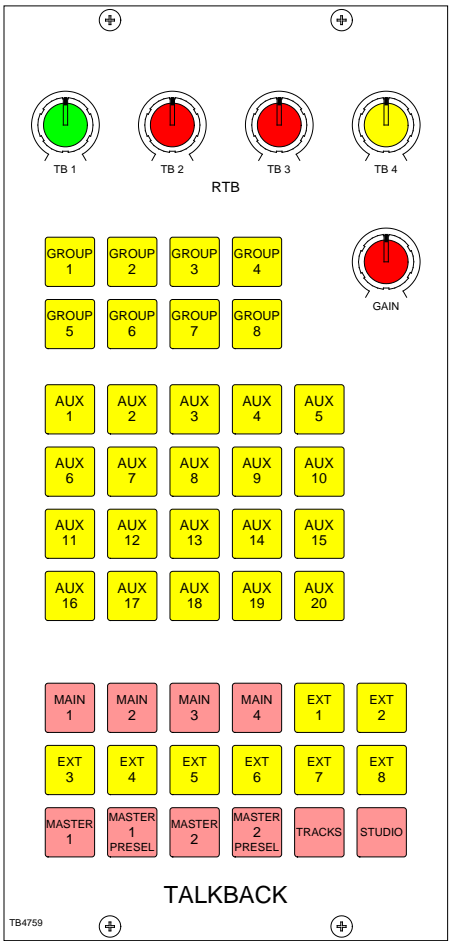 TB 1 TB 2 TB 3 TB 4
RTB
GROUP GROUP GROUP GROUP
1 2 3 4
GAIN
GROUP GROUP GROUP GROUP
5 6 7 8
AUX AUX AUX AUX AUX
1 2 3 4 5
AUX AUX AUX AUX AUX
6 7 8 9 10
AUX AUX AUX AUX AUX
11 12 13 14 15
AUX AUX AUX AUX AUX
16 17 18 19 20
MAIN MAIN MAIN MAIN EXT EXT
1 2 3 4 1 2
EXT EXT EXT EXT EXT EXT
3 4 5 6 7 8
MASTER
1
MASTER
1
PRESEL
MASTER
2
MASTER
2
PRESEL
TRACKS
STUDIO
TALKBACK
TB4759